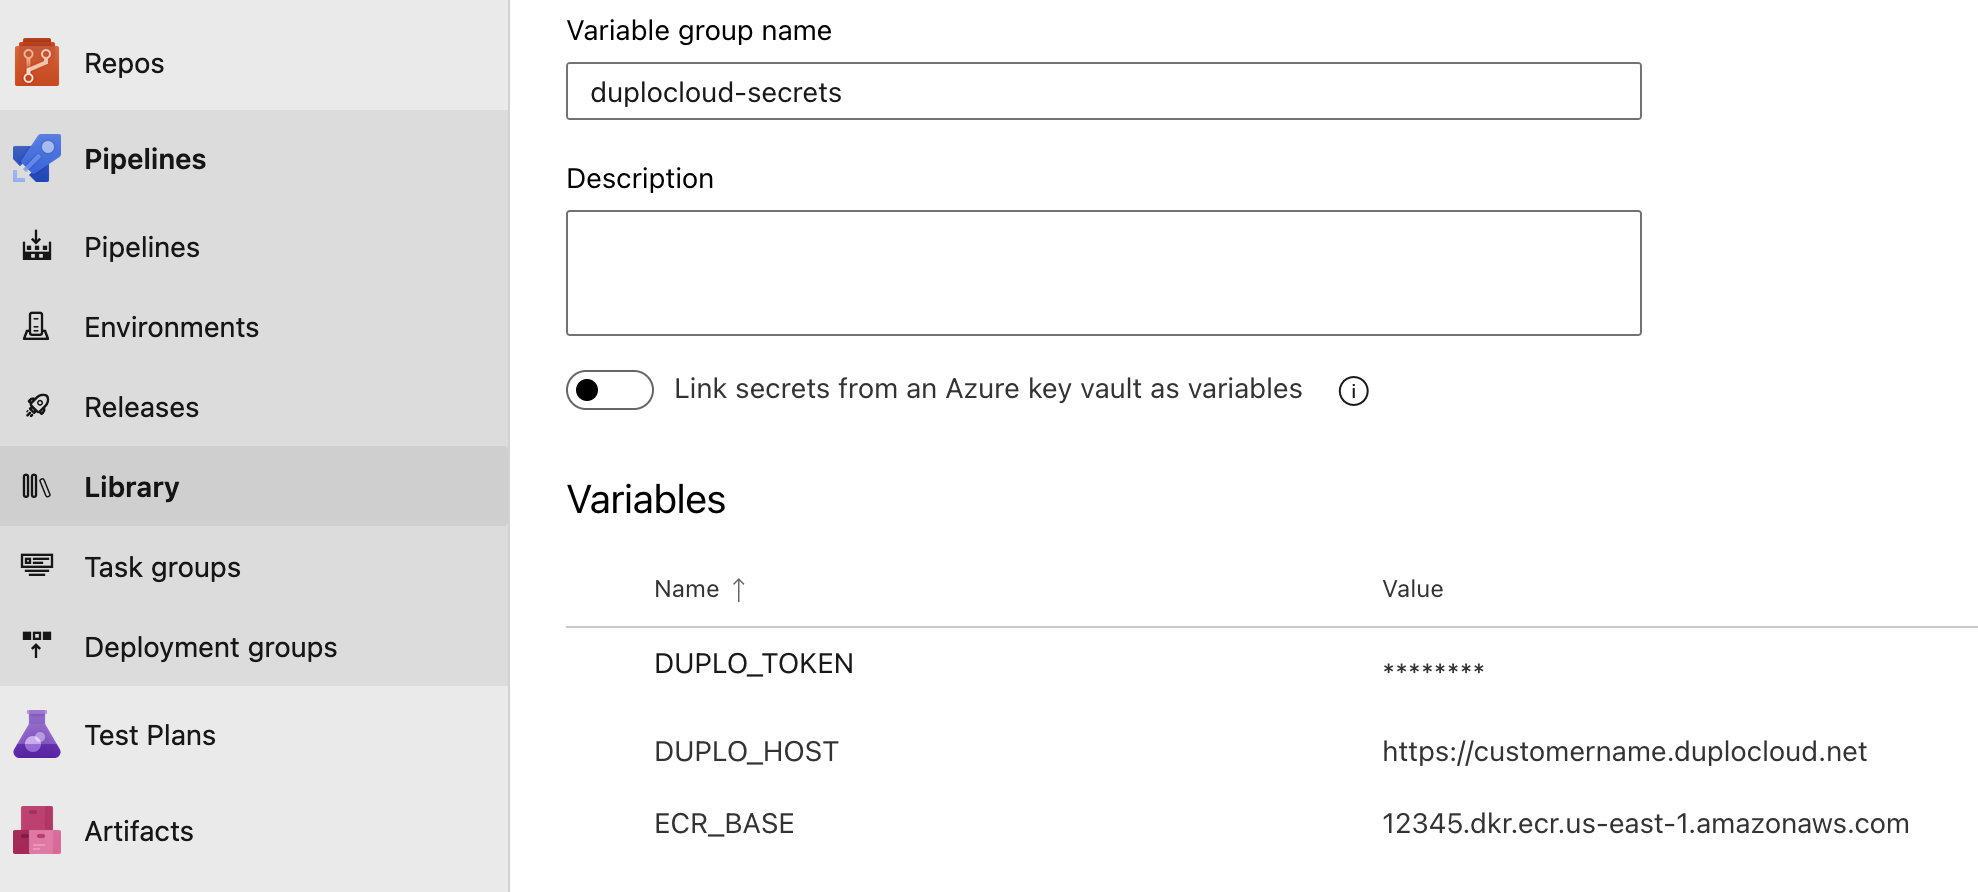 Repos
Pipelines
Pipelines
Environments
Releases
Library
Task groups
Deployment groups
Test Plans
Artifacts
Variable group name
duplocloud-secrets
Description
Link secrets from an Azure key vault as variables
Variables
Name ↑ Value
DUPLO_TOKEN ********
DUPLO_HOST https://customername.duplocloud.net
ECR_BASE 12345.dkr.ecr.us-east-1.amazonaws.com